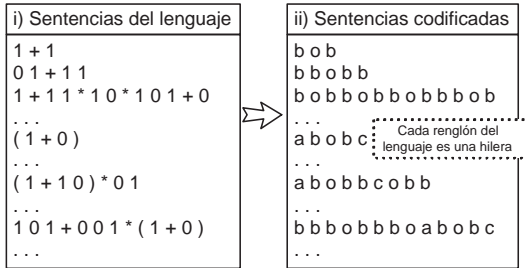 i) Sentencias del lenguaje
1 + 1
0 1 + 1 1
1 + 1 1 * 1 0 * 1 0 1 + 0
. . .
( 1 + 0 )
. . .
( 1 + 1 0 ) * 0 1
. . .
1 0 1 + 0 0 1 * ( 1 + 0 )
. . .
ii) Sentencias codificadas
b o b
b b o b b
b o b b o b b o b b b o b
. . .
a b o b c
Cada renglón del
lenguaje es una hilera
. . .
a b o b b c o b b
. . .
b b b o b b b o a b o b c
. . .